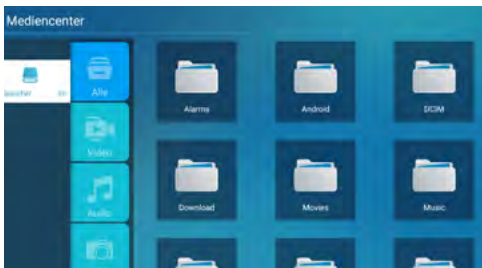 Mediencenter
Alle
Video
Audio
Alarms
Android
DCIM
Download
Movies
Music